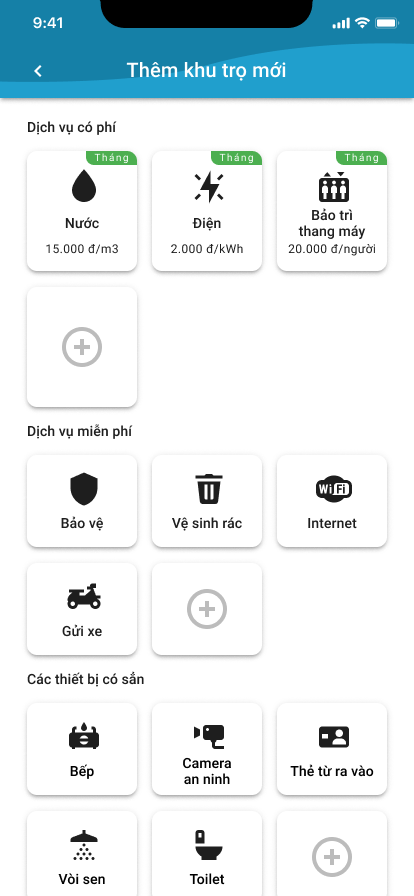 9:41
Thêm khu trọ mới
Dịch vụ có phí
Tháng
Tháng
Tháng
Nước
Điện
Bảo trì
thang máy
15.000 đ/m3
2.000 đ/kWh
20.000 đ/người
Dịch vụ miễn phí
WiFi
Bảo vệ
Vệ sinh rác
Internet
Gửi xe
Các thiết bị có sẳn
Bếp
Camera
an ninh
Thẻ từ ra vào
Vòi sen
Toilet